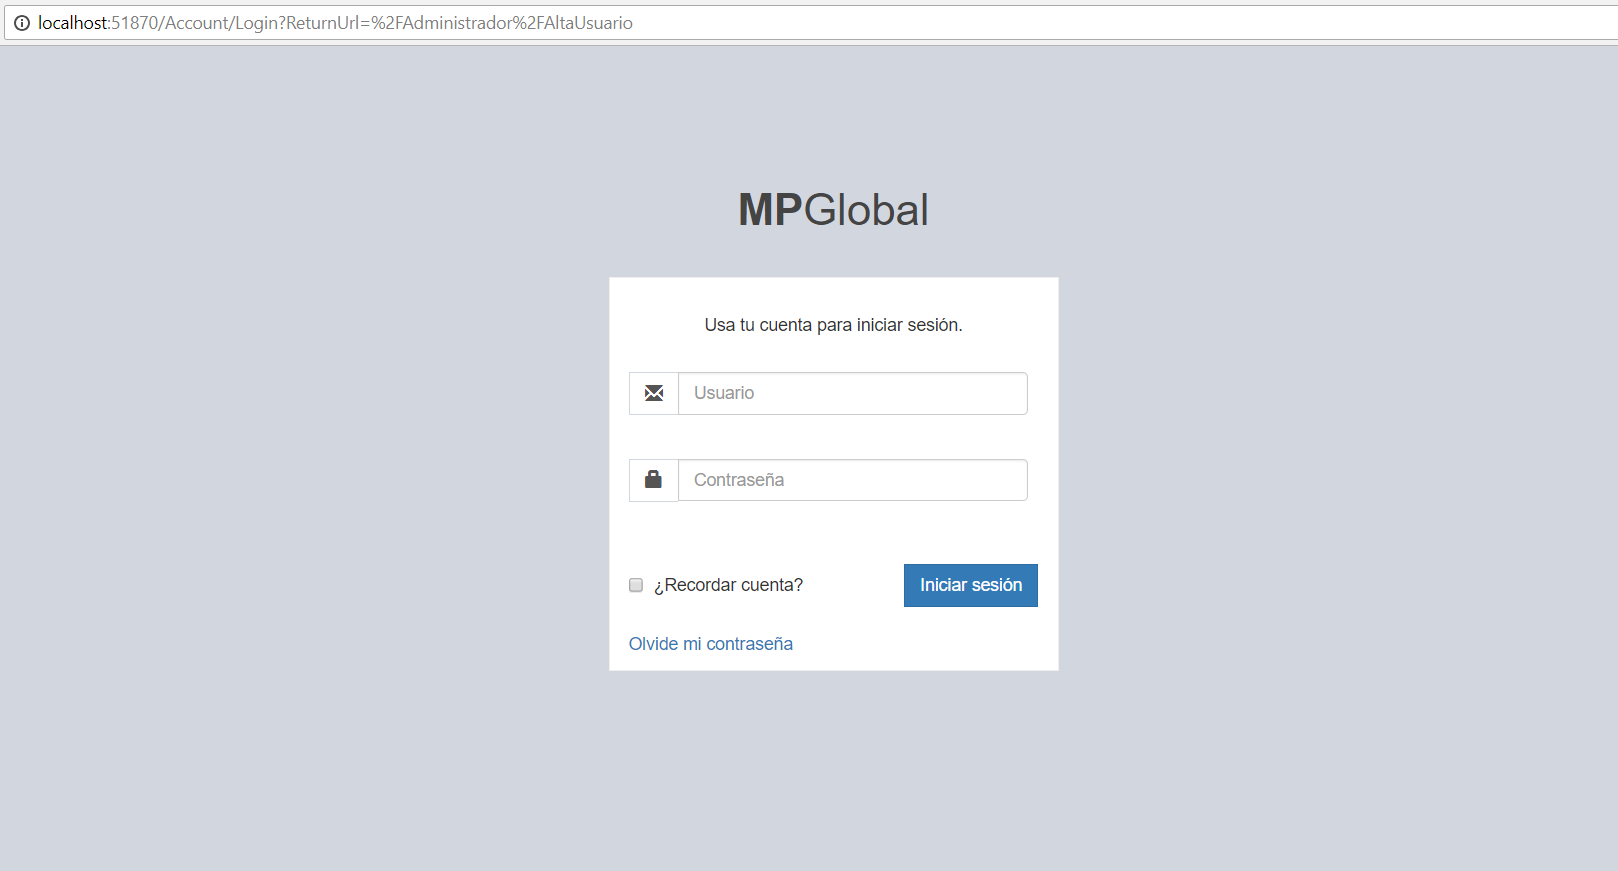 localhost:51870/Account/Login?ReturnUrl=%2FAdministrador%2FAltaUsuario
MPGlobal
Usa tu cuenta para iniciar sesión.
Usuario
Contraseña
¿Recordar cuenta?
Iniciar sesión
Olvide mi contraseña